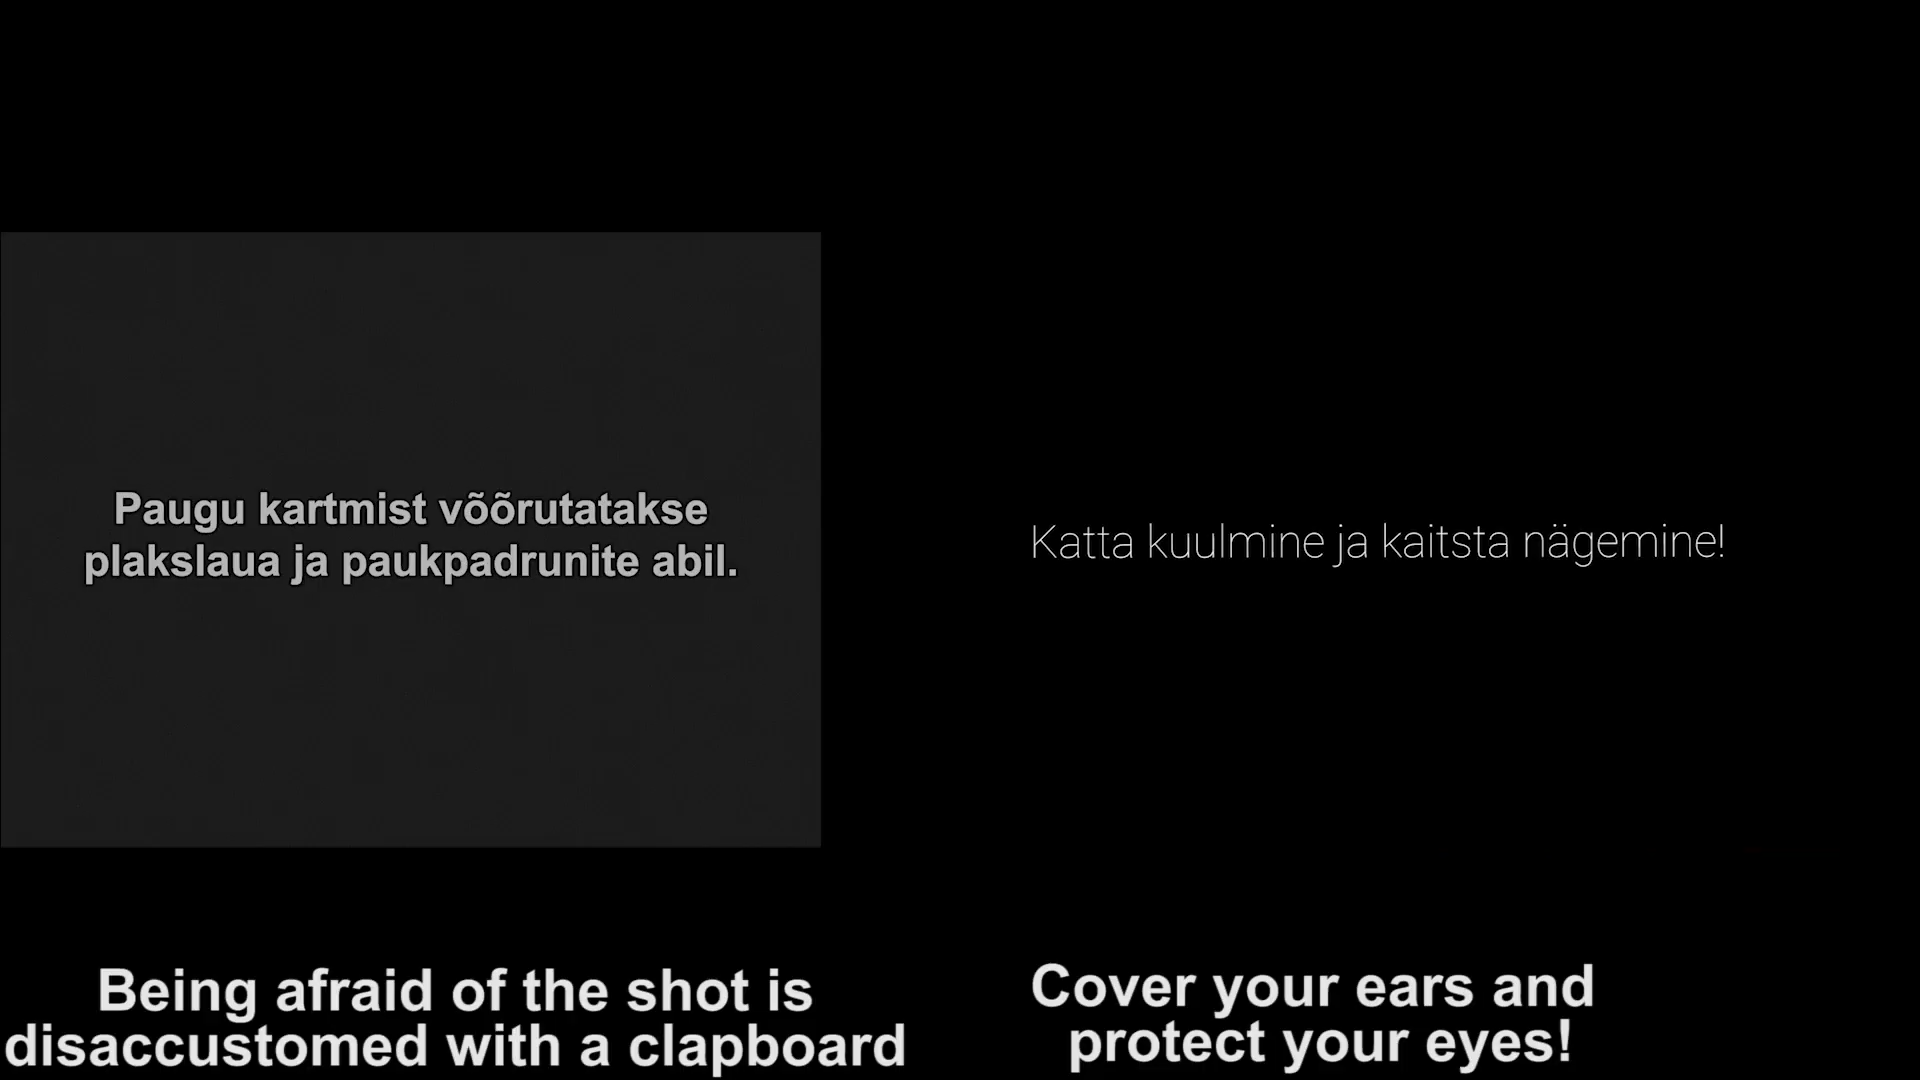 Paugu kartmist võõrutatakse
plakslaua ja paukpadrunite abil.
Katta kuulmine ja kaitsta nägemine!
Being afraid of the shot is
disaccustomed with a clapboard
Cover your ears and
protect your eyes!